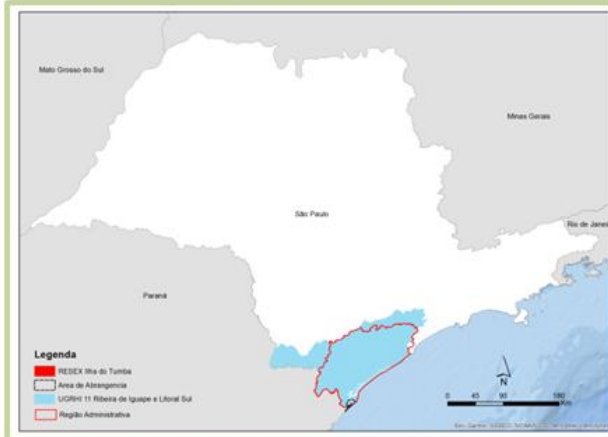 Mato Grosso do Sul
Minas Gerais
São Paulo
Rio de Janei
Paraná
Legenda
RESEX Ilha do Tumba
Area de Abrangencia
UGRHI 11 Ribeira de Iguape e Litoral Sul
Região Administrativa
N
0 45 90 180
Km